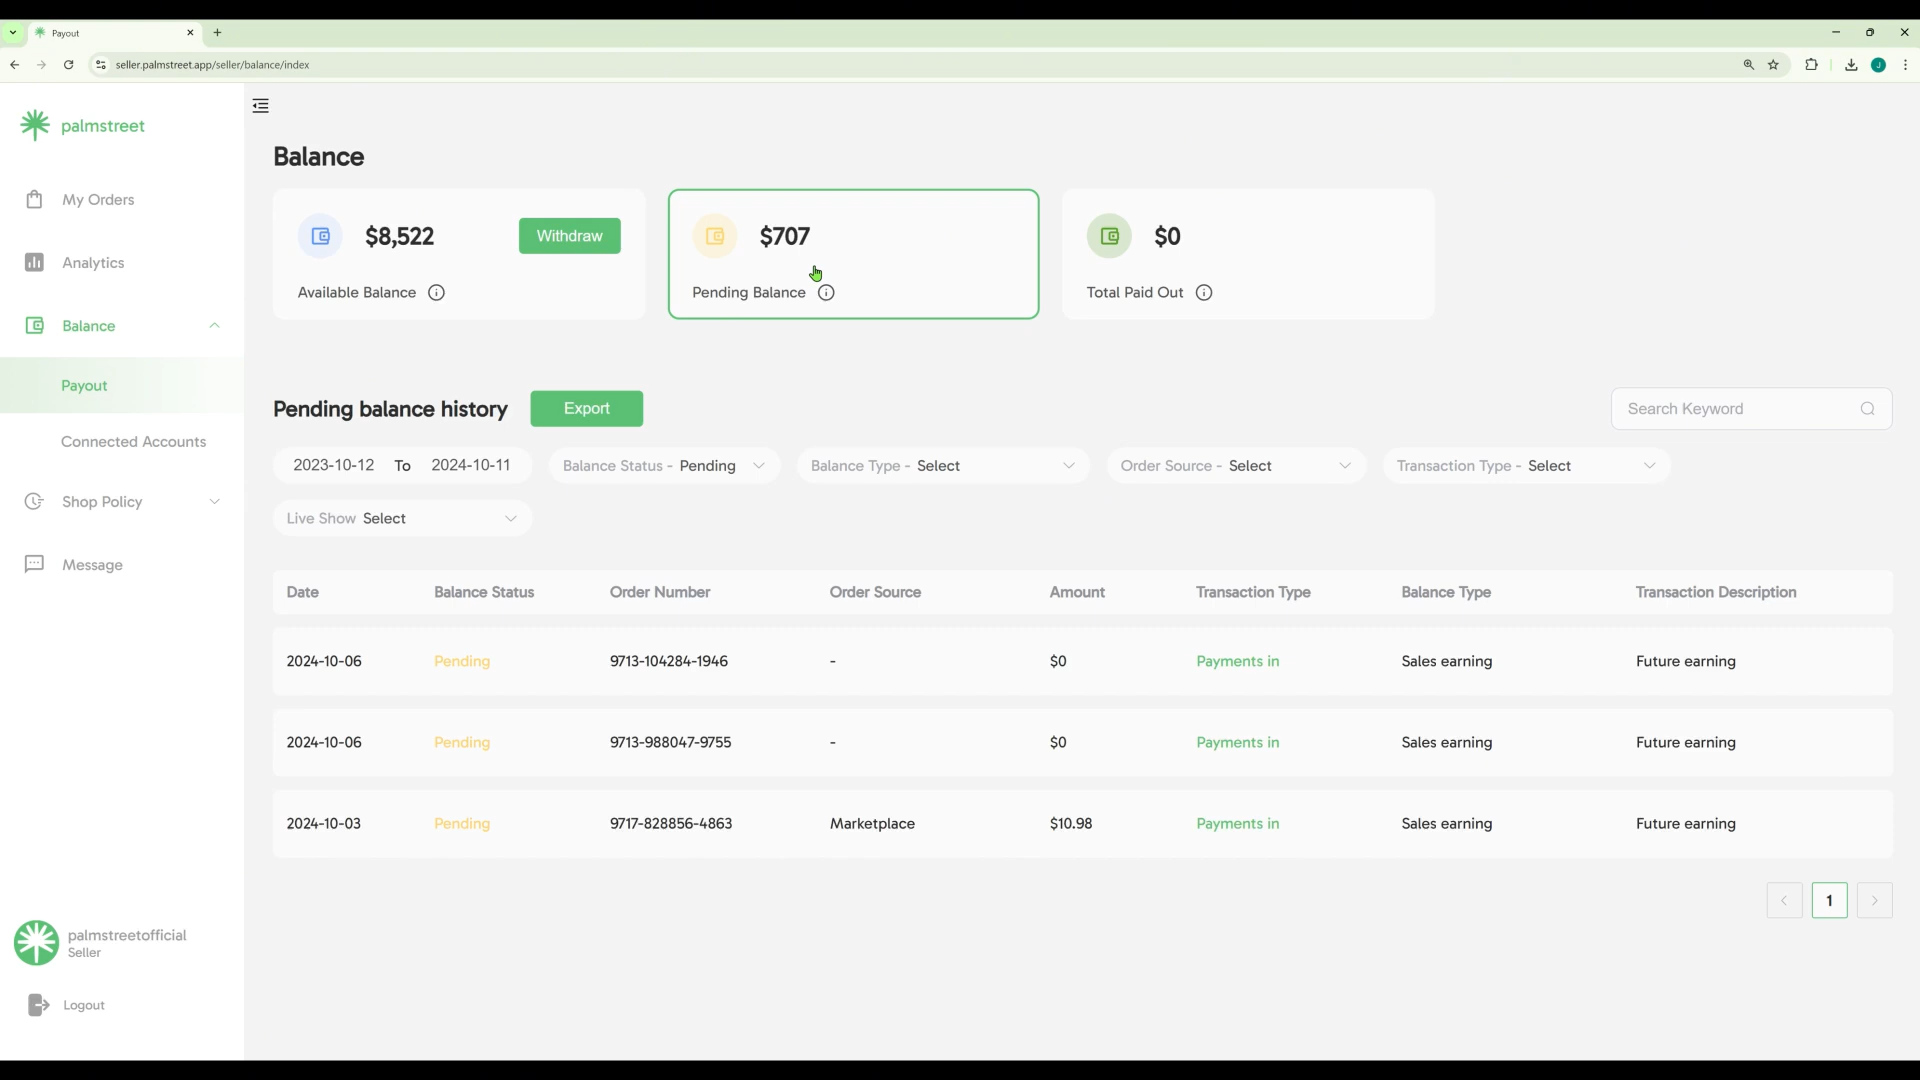 Payout
seller.palmstreet.app/seller/balance/index
J
palmstreet
My Orders
Analytics
Balance
Payout
Connected Accounts
Shop Policy
Message
palmstreetofficial
Seller
Logout
Balance
$8,522
Withdraw
Available Balance
$707
Pending Balance
$0
Total Paid Out
Pending balance history
Export
Search Keyword
2023-10-12 To 2024-10-11
Balance Status - Pending
Balance Type - Select
Order Source - Select
Transaction Type - Select
Live Show Select
Date Balance Status Order Number Order Source Amount Transaction Type Balance Type Transaction Description
2024-10-06 Pending 9713-104284-1946 - $0 Payments in Sales earning Future earning
2024-10-06 Pending 9713-988047-9755 - $0 Payments in Sales earning Future earning
2024-10-03 Pending 9717-828856-4863 Marketplace $10.98 Payments in Sales earning Future earning
1